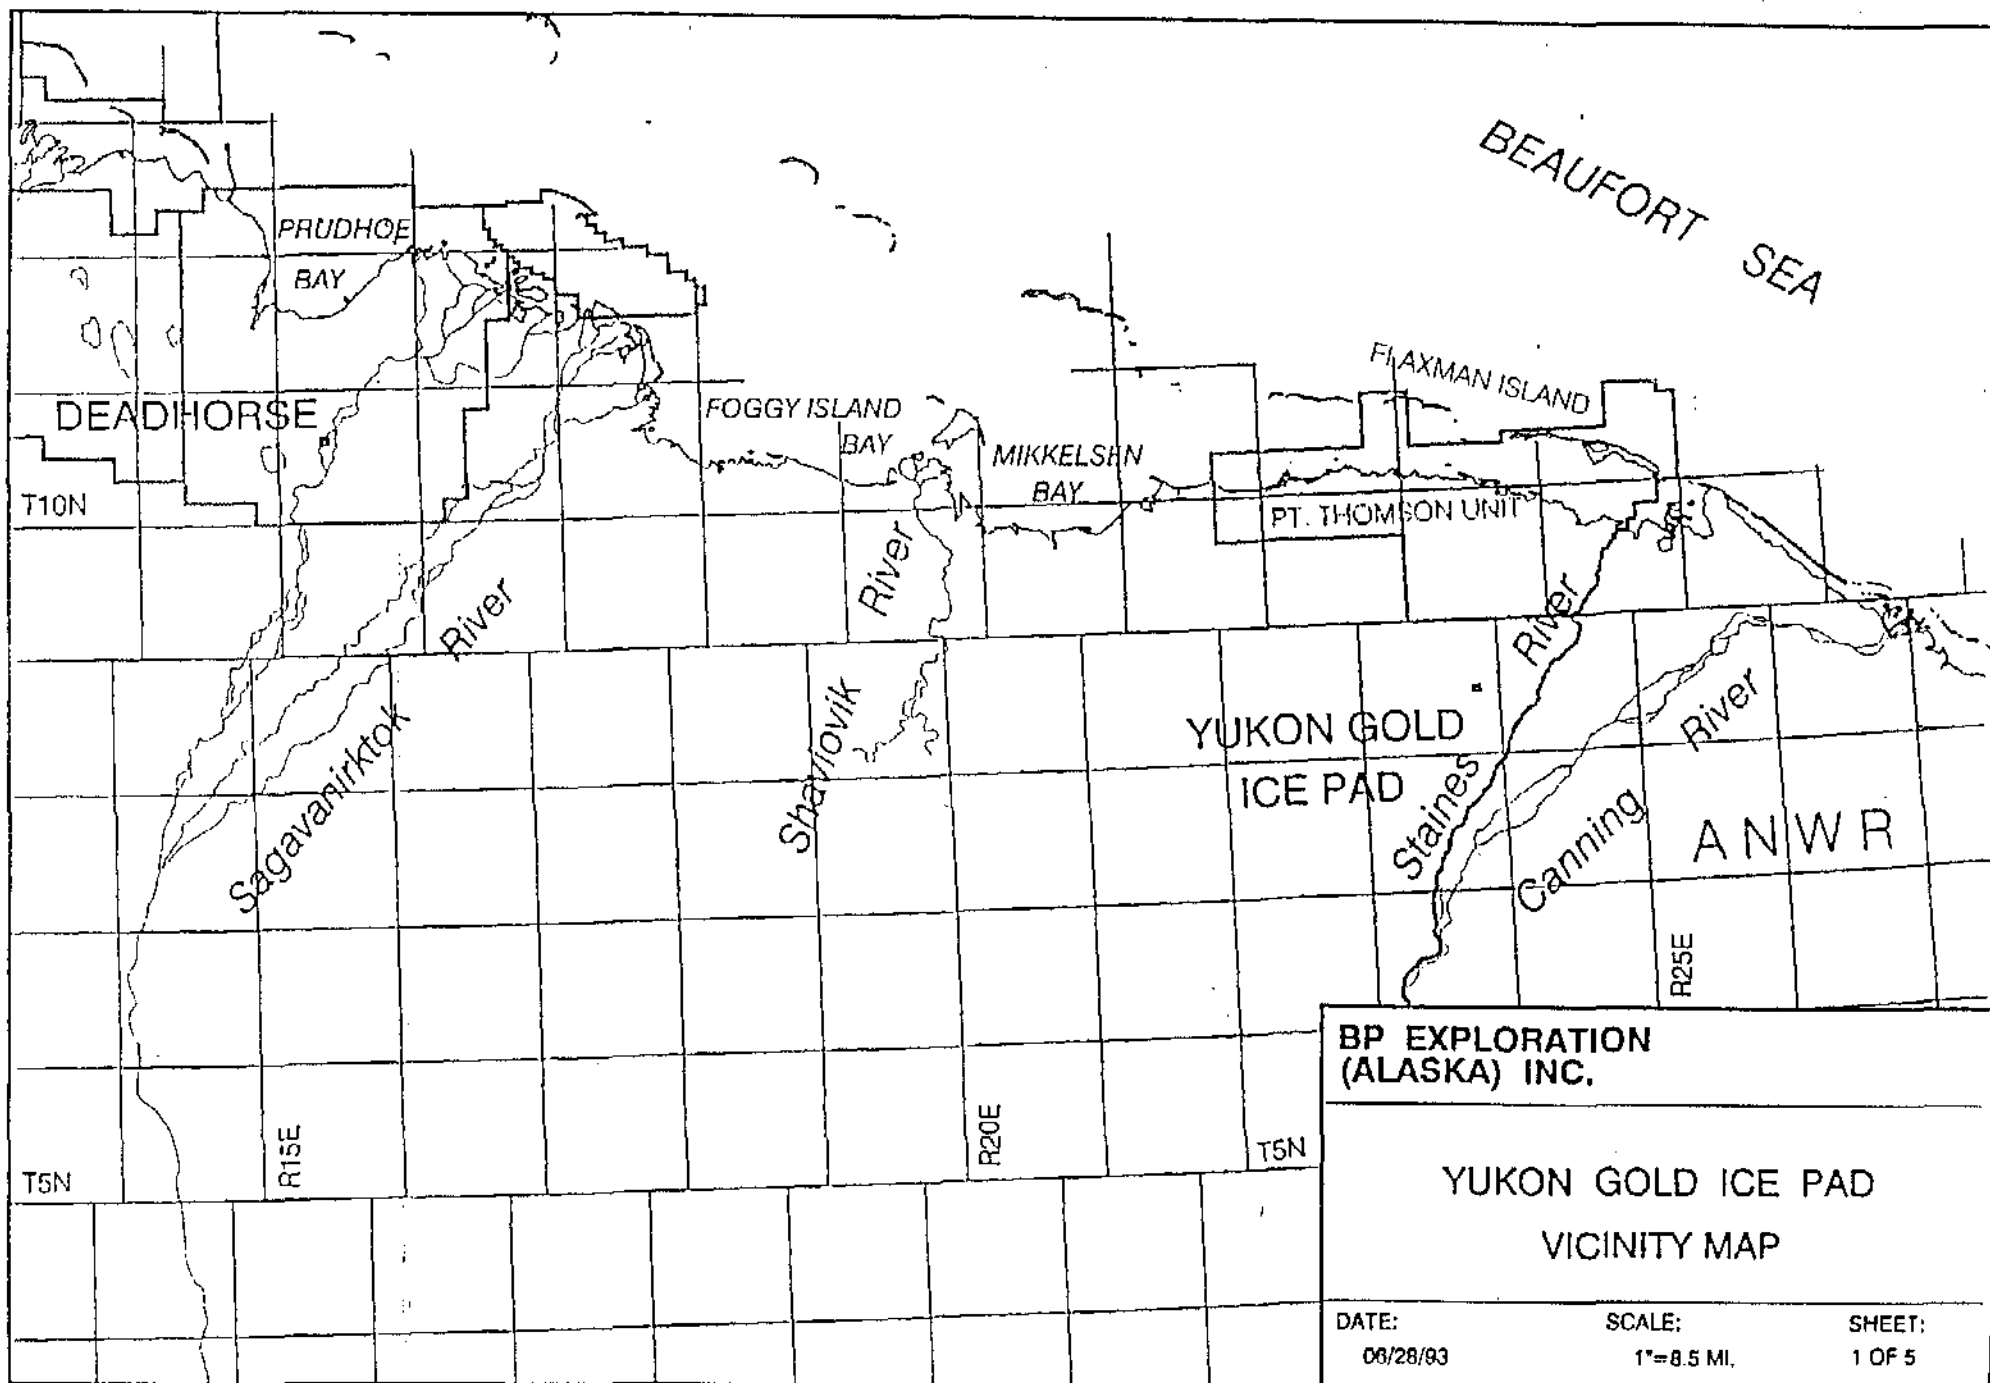 BEAUFORT SEA
PRUDHOE
BAY
FLAXMAN ISLAND
DEADHORSE
FOGGY ISLAND
BAY
MIKKELSEN
BAY
T10N
PT. THOMSON UNIT
River
River
River
River
Sagavanirktok
Shaviovik
YUKON GOLD
ICE PAD
Staines
Canning
ANWR
R25E
R15E
R20E
T5N
T5N
BP EXPLORATION
(ALASKA) INC.
YUKON GOLD ICE PAD
VICINITY MAP
DATE:
06/28/93
SCALE:
1"=8.5 MI.
SHEET:
1 OF 5